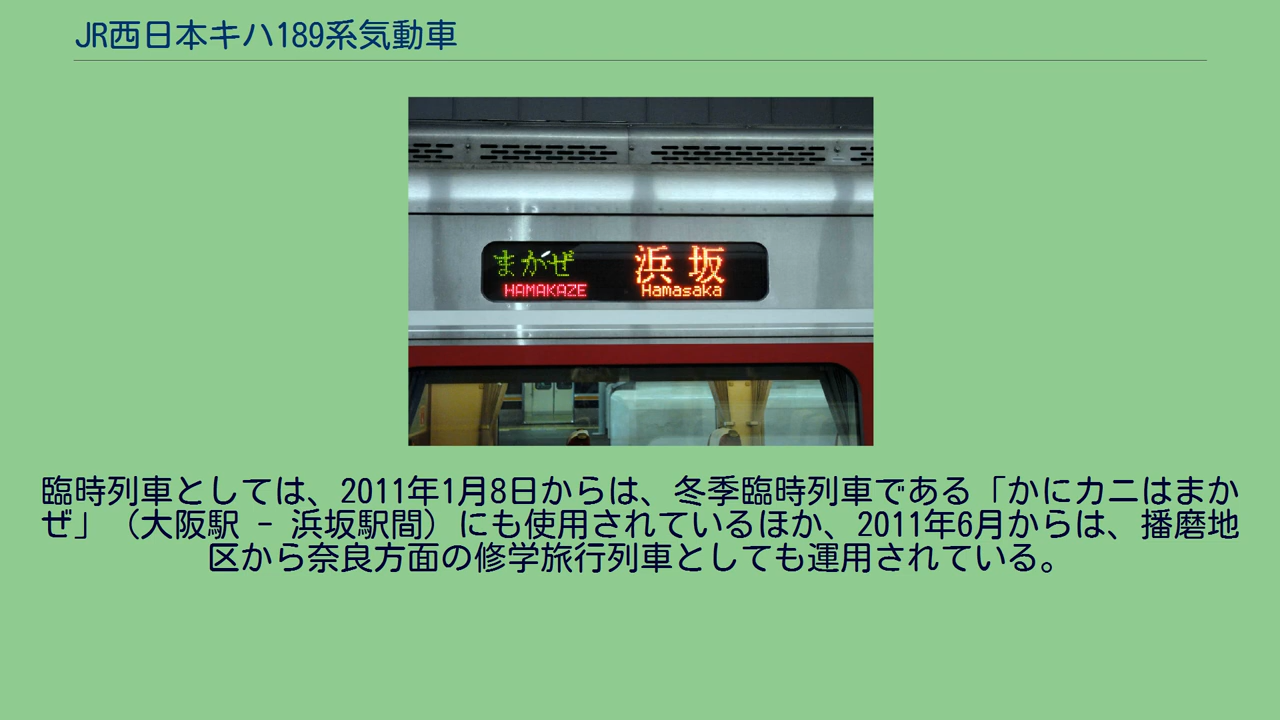 JR西日本キハ189系気動車
まかぜ 浜坂
HAMAKAZE Hamasaka
臨時列車としては、2011年1月8日からは、冬季臨時列車である「かにカニはまか
ぜ」（大阪駅 - 浜坂駅間）にも使用されているほか、2011年6月からは、播磨地
区から奈良方面の修学旅行列車としても運用されている。